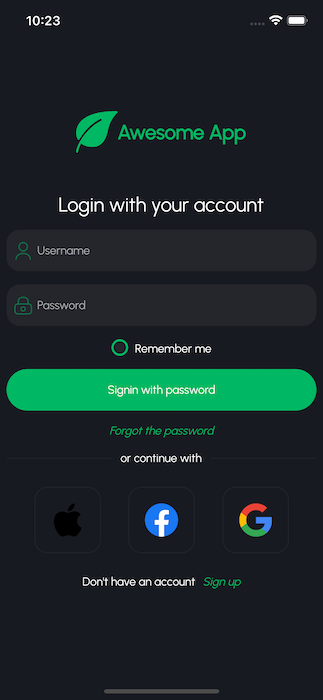 10:23
Awesome App
Login with your account
Username
Password
Remember me
Signin with password
Forgot the password
or continue with
Don't have an account Sign up